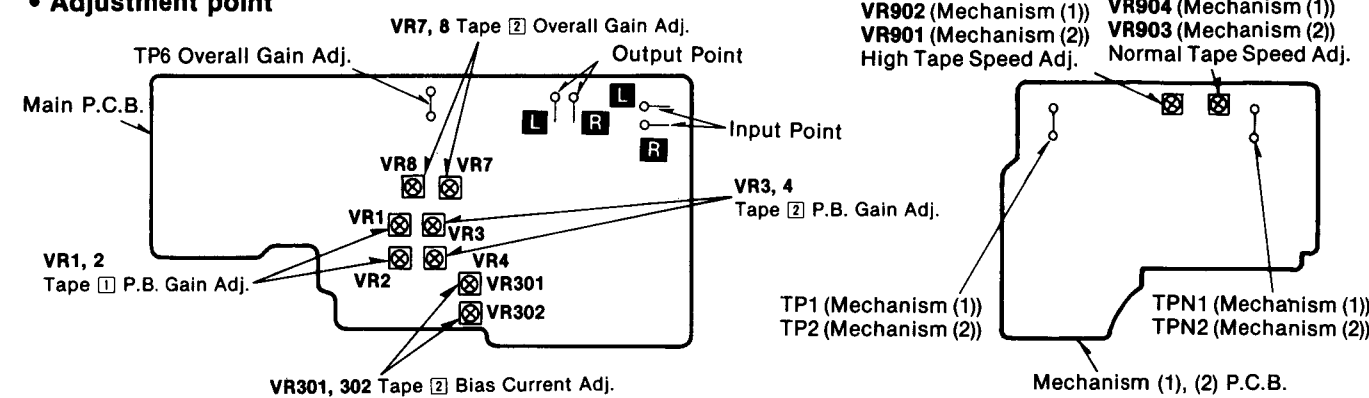 • Adjustment point
VR7, 8 Tape 2 Overall Gain Adj.
TP6 Overall Gain Adj.
Output Point
Main P.C.B.
L
L
R
Input Point
R
VR8
VR7
VR3, 4
Tape 2 P.B. Gain Adj.
VR1
VR3
VR1, 2
Tape 1 P.B. Gain Adj.
VR2
VR4
VR301
VR302
VR301, 302 Tape 2 Bias Current Adj.
VR902 (Mechanism (1))
VR901 (Mechanism (2))
High Tape Speed Adj.
VR904 (Mechanism (1))
VR903 (Mechanism (2))
Normal Tape Speed Adj.
TP1 (Mechanism (1))
TP2 (Mechanism (2))
TPN1 (Mechanism (1))
TPN2 (Mechanism (2))
Mechanism (1), (2) P.C.B.